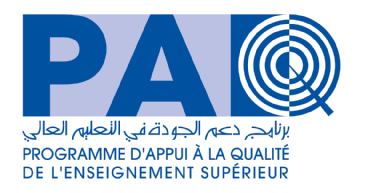 PAQ
برنامج دعم الجودة في التعليم العالي
PROGRAMME D'APPUI À LA QUALITÉ
DE L'ENSEIGNEMENT SUPÉRIEUR